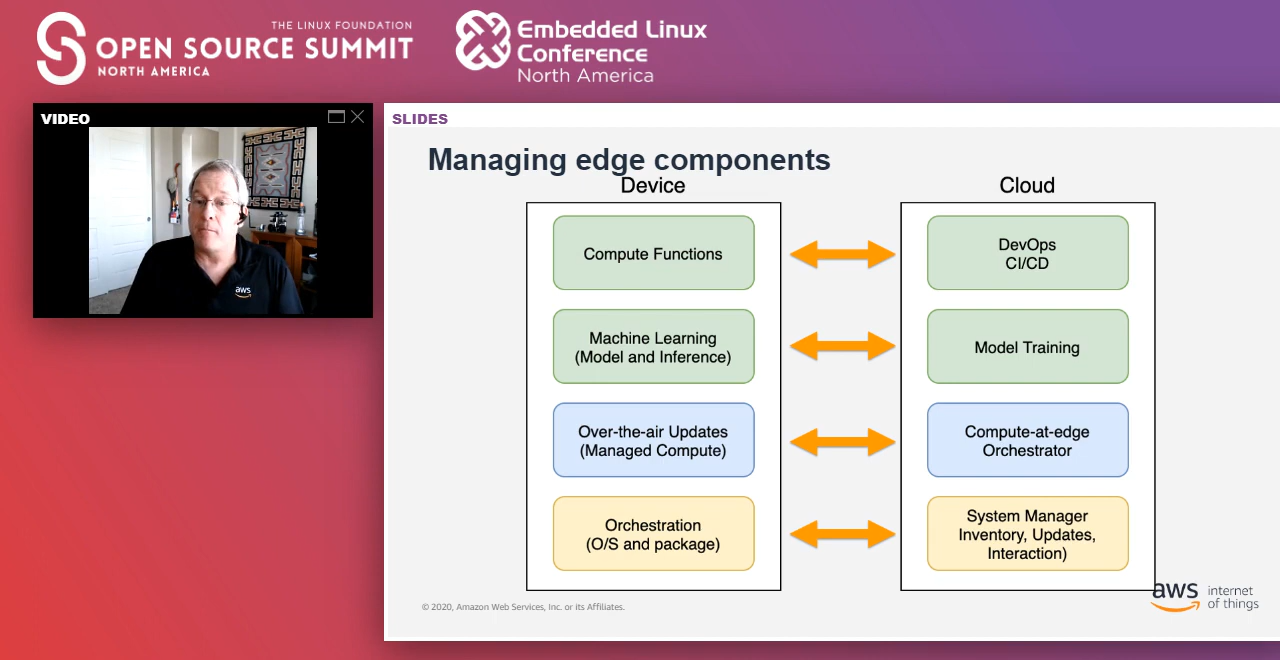 THE LINUX FOUNDATION
OPEN SOURCE SUMMIT
NORTH AMERICA
Embedded Linux
Conference
North America
VIDEO
aws
SLIDES
Managing edge components
Device
Cloud
Compute Functions
DevOps
CI/CD
Machine Learning
(Model and Inference)
Model Training
Over-the-air Updates
(Managed Compute)
Compute-at-edge
Orchestrator
Orchestration
(O/S and package)
System Manager
Inventory, Updates,
Interaction)
© 2020, Amazon Web Services, Inc. or its Affiliates.
aws internet
of things